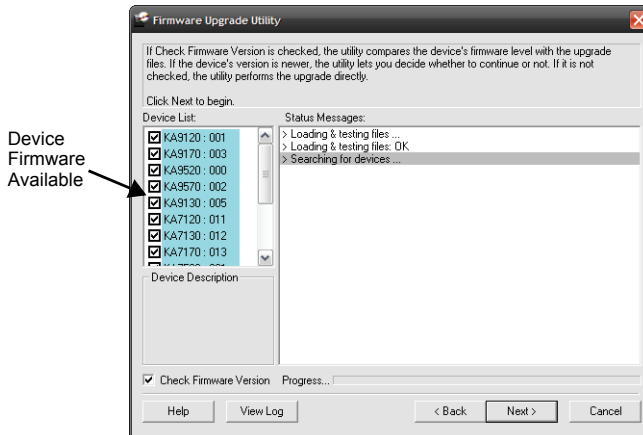 Firmware Upgrade Utility
If Check Firmware Version is checked, the utility compares the device's firmware level with the upgrade
files. If the device's version is newer, the utility lets you decide whether to continue or not. If it is not
checked, the utility performs the upgrade directly.
Click Next to begin.
Device List:
Status Messages:
Device
Firmware
Available
KA9120 : 001
KA9170 : 003
KA9520 : 000
KA9570 : 002
KA9130 : 005
KA7120 : 011
KA7130 : 012
KA7170 : 013
> Loading & testing files ...
> Loading & testing files: OK
> Searching for devices ...
Device Description
Check Firmware Version
Progress...
Help
View Log
< Back
Next >
Cancel